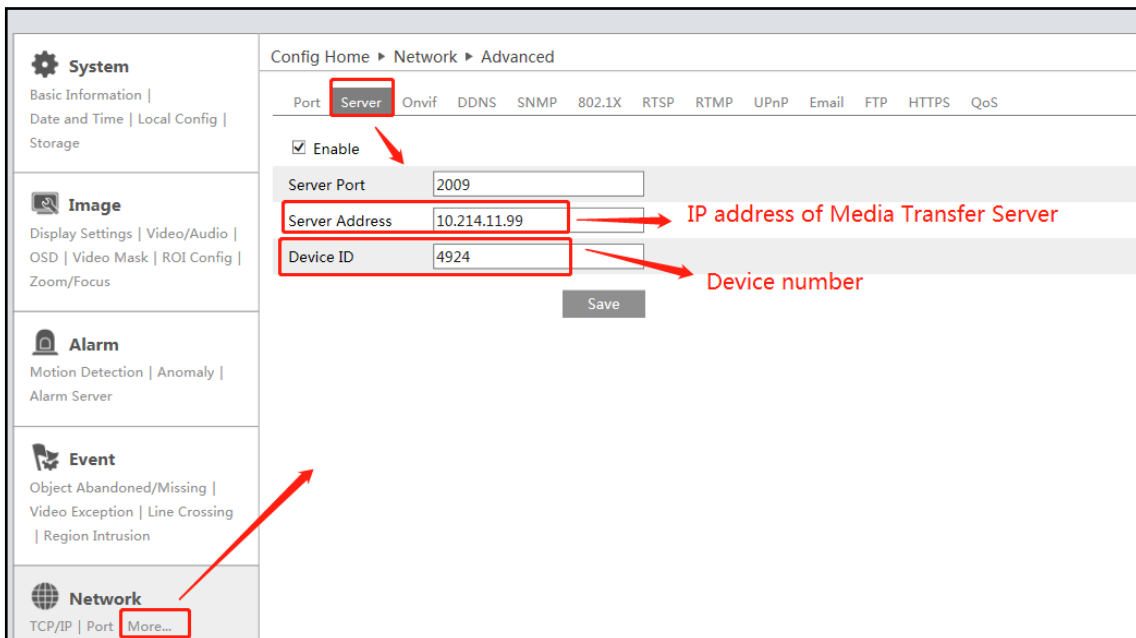 System
Basic Information |
Date and Time | Local Config |
Storage
Image
Display Settings | Video/Audio |
OSD | Video Mask | ROI Config |
Zoom/Focus
Alarm
Motion Detection | Anomaly |
Alarm Server
Event
Object Abandoned/Missing |
Video Exception | Line Crossing
| Region Intrusion
Network
TCP/IP | Port | More...
Config Home ▸ Network ▸ Advanced
Port Server Onvif DDNS SNMP 802.1X RTSP RTMP UPnP Email FTP HTTPS QoS
Enable
Server Port 2009
Server Address 10.214.11.99 IP address of Media Transfer Server
Device ID 4924
Device number
Save